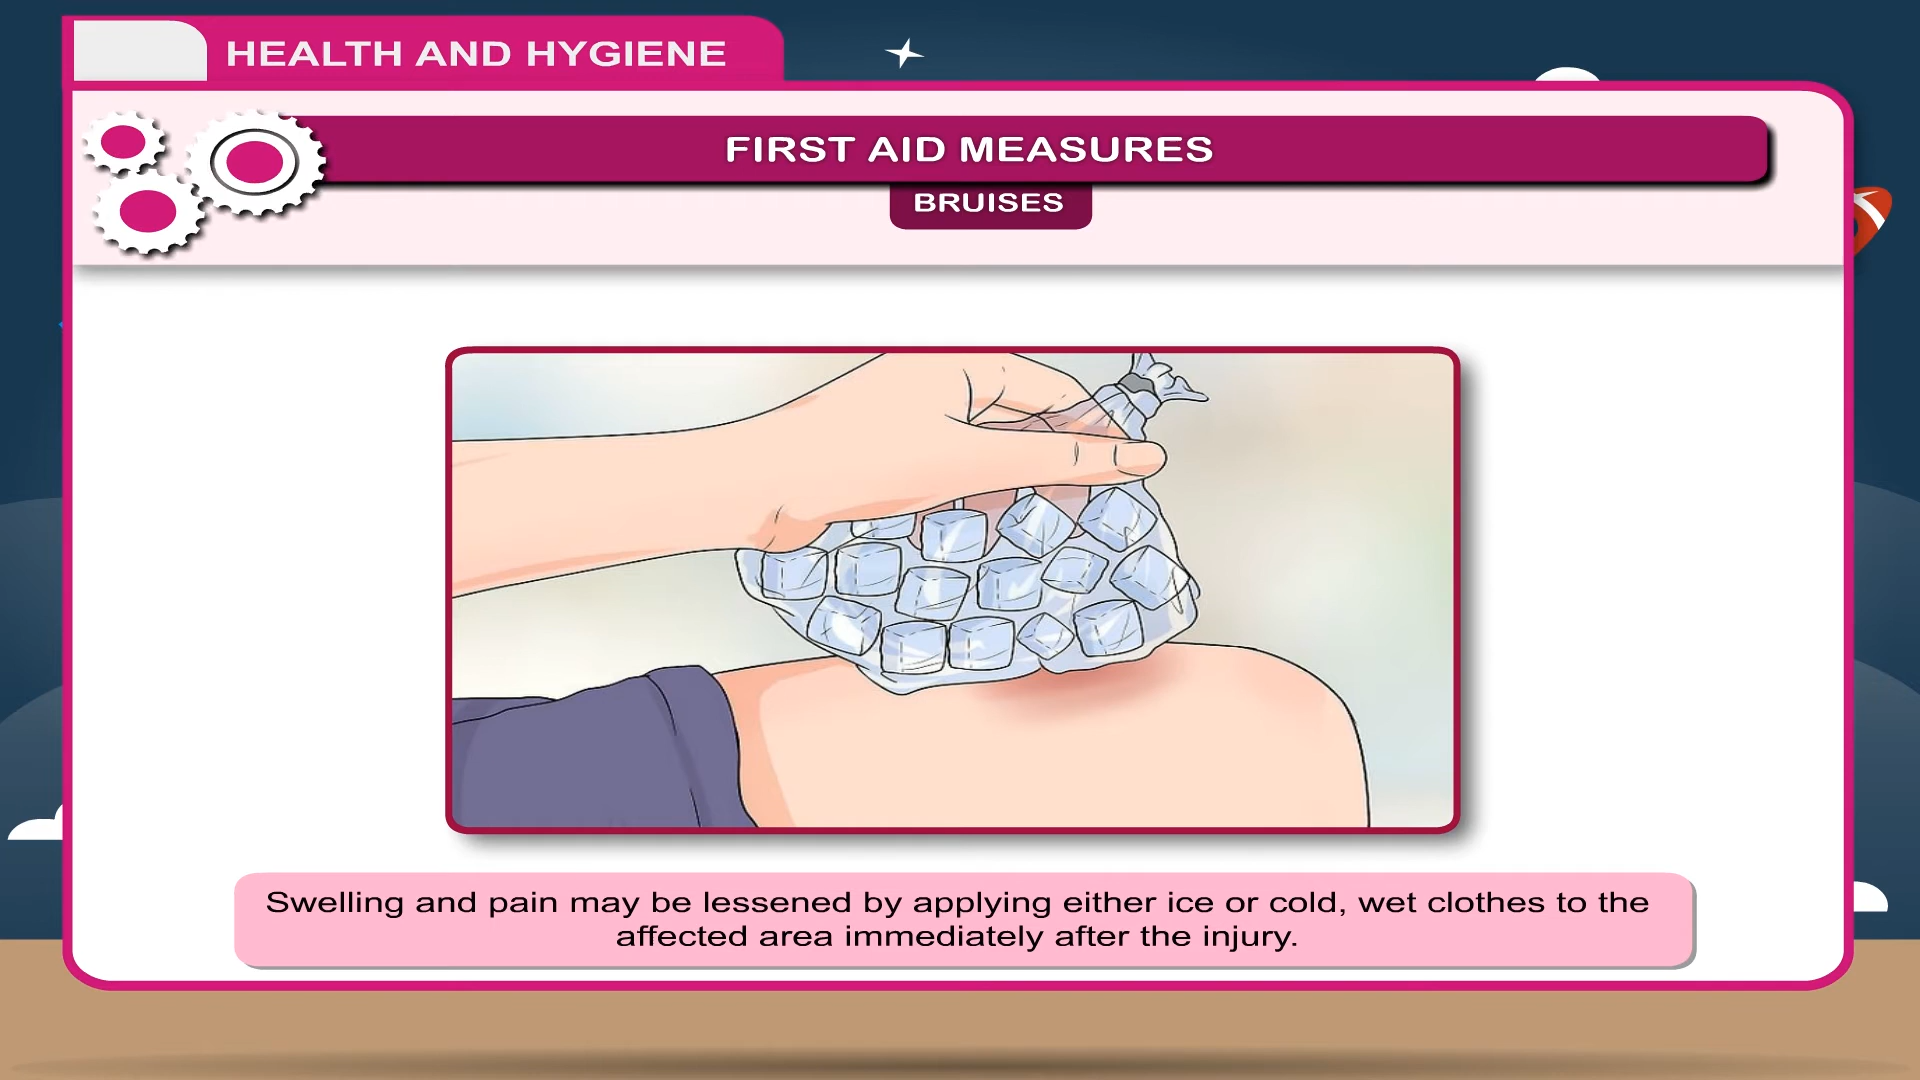 HEALTH AND HYGIENE
FIRST AID MEASURES
BRUISES
Swelling and pain may be lessened by applying either ice or cold, wet clothes to the
affected area immediately after the injury.